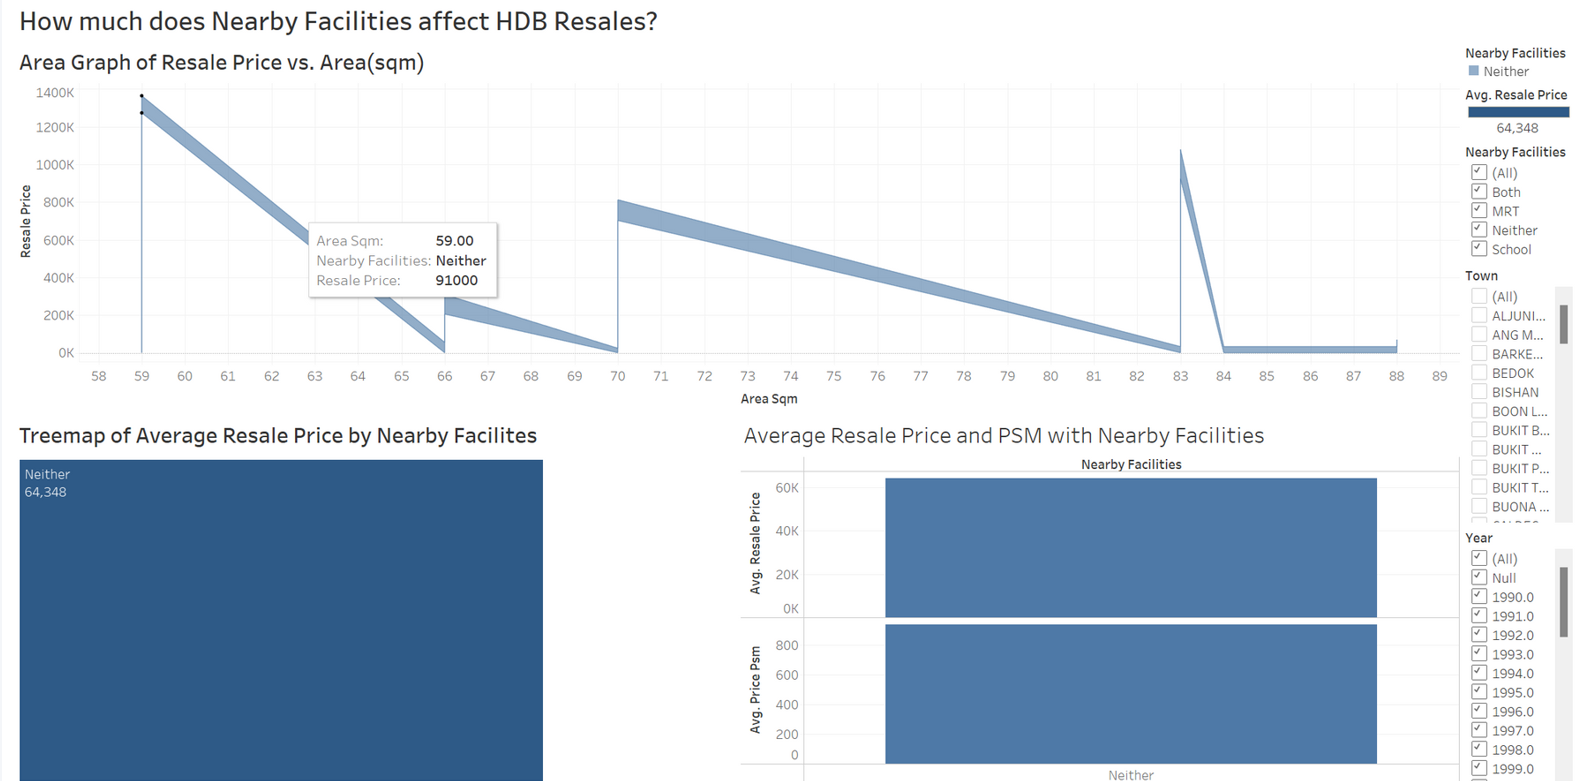 How much does Nearby Facilities affect HDB Resales?
Area Graph of Resale Price vs. Area(sqm)
1400K
1200K
1000K
800K
600K
400K
200K
0K
Resale Price
Area Sqm: 59.00
Nearby Facilities: Neither
Resale Price: 91000
58 59 60 61 62 63 64 65 66 67 68 69 70 71 72 73 74 75 76 77 78 79 80 81 82 83 84 85 86 87 88 89
Area Sqm
Nearby Facilities
Neither
Avg. Resale Price
64,348
Nearby Facilities
(All)
Both
MRT
Neither
School
Town
(All)
ALJUNI...
ANG M...
BARKE...
BEDOK
BISHAN
BOON L...
BUKIT B...
BUKIT ...
BUKIT P...
BUKIT T...
BUONA ...
Year
(All)
Null
1990.0
1991.0
1992.0
1993.0
1994.0
1995.0
1996.0
1997.0
1998.0
1999.0
Treemap of Average Resale Price by Nearby Facilites
Neither
64,348
Average Resale Price and PSM with Nearby Facilities
Nearby Facilities
Avg. Resale Price
60K
40K
20K
0K
Avg. Price Psm
800
600
400
200
0
Neither